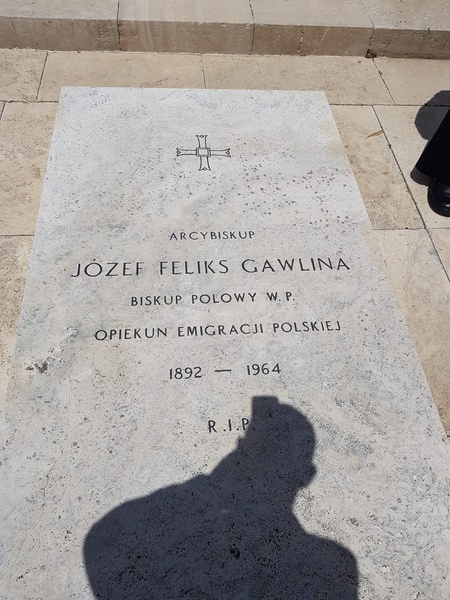 ARCYBISKUP
JÓZEF FELIKS GAWLINA
BISKUP POLOWY W.P.
OPIEKUN EMIGRACJI POLSKIEJ
1892 — 1964
R.I.P.